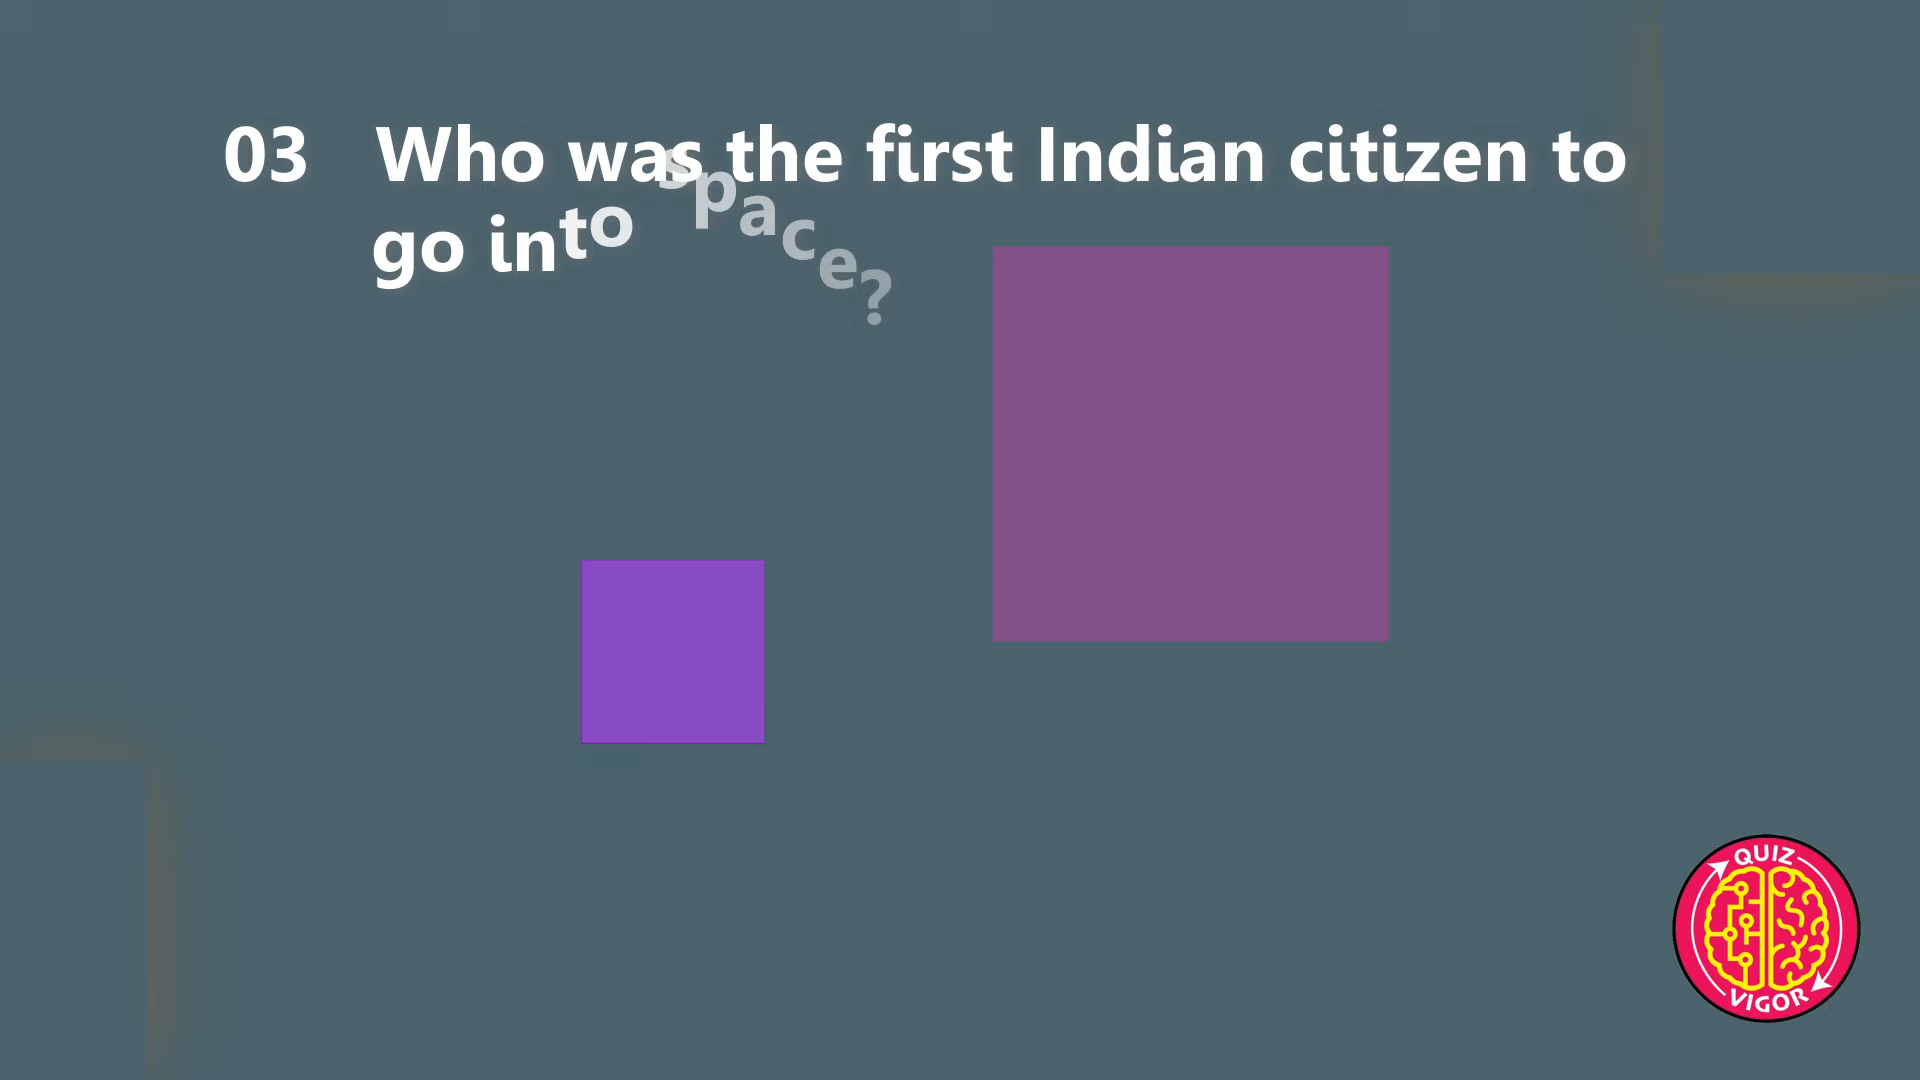 03 Who was the first Indian citizen to
go into space?
QUIZ
VIGOR